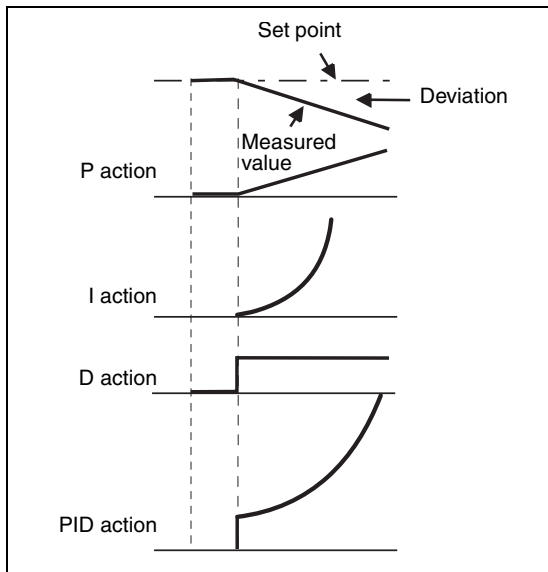 Set point
Deviation
Measured
value
P action
I action
D action
PID action